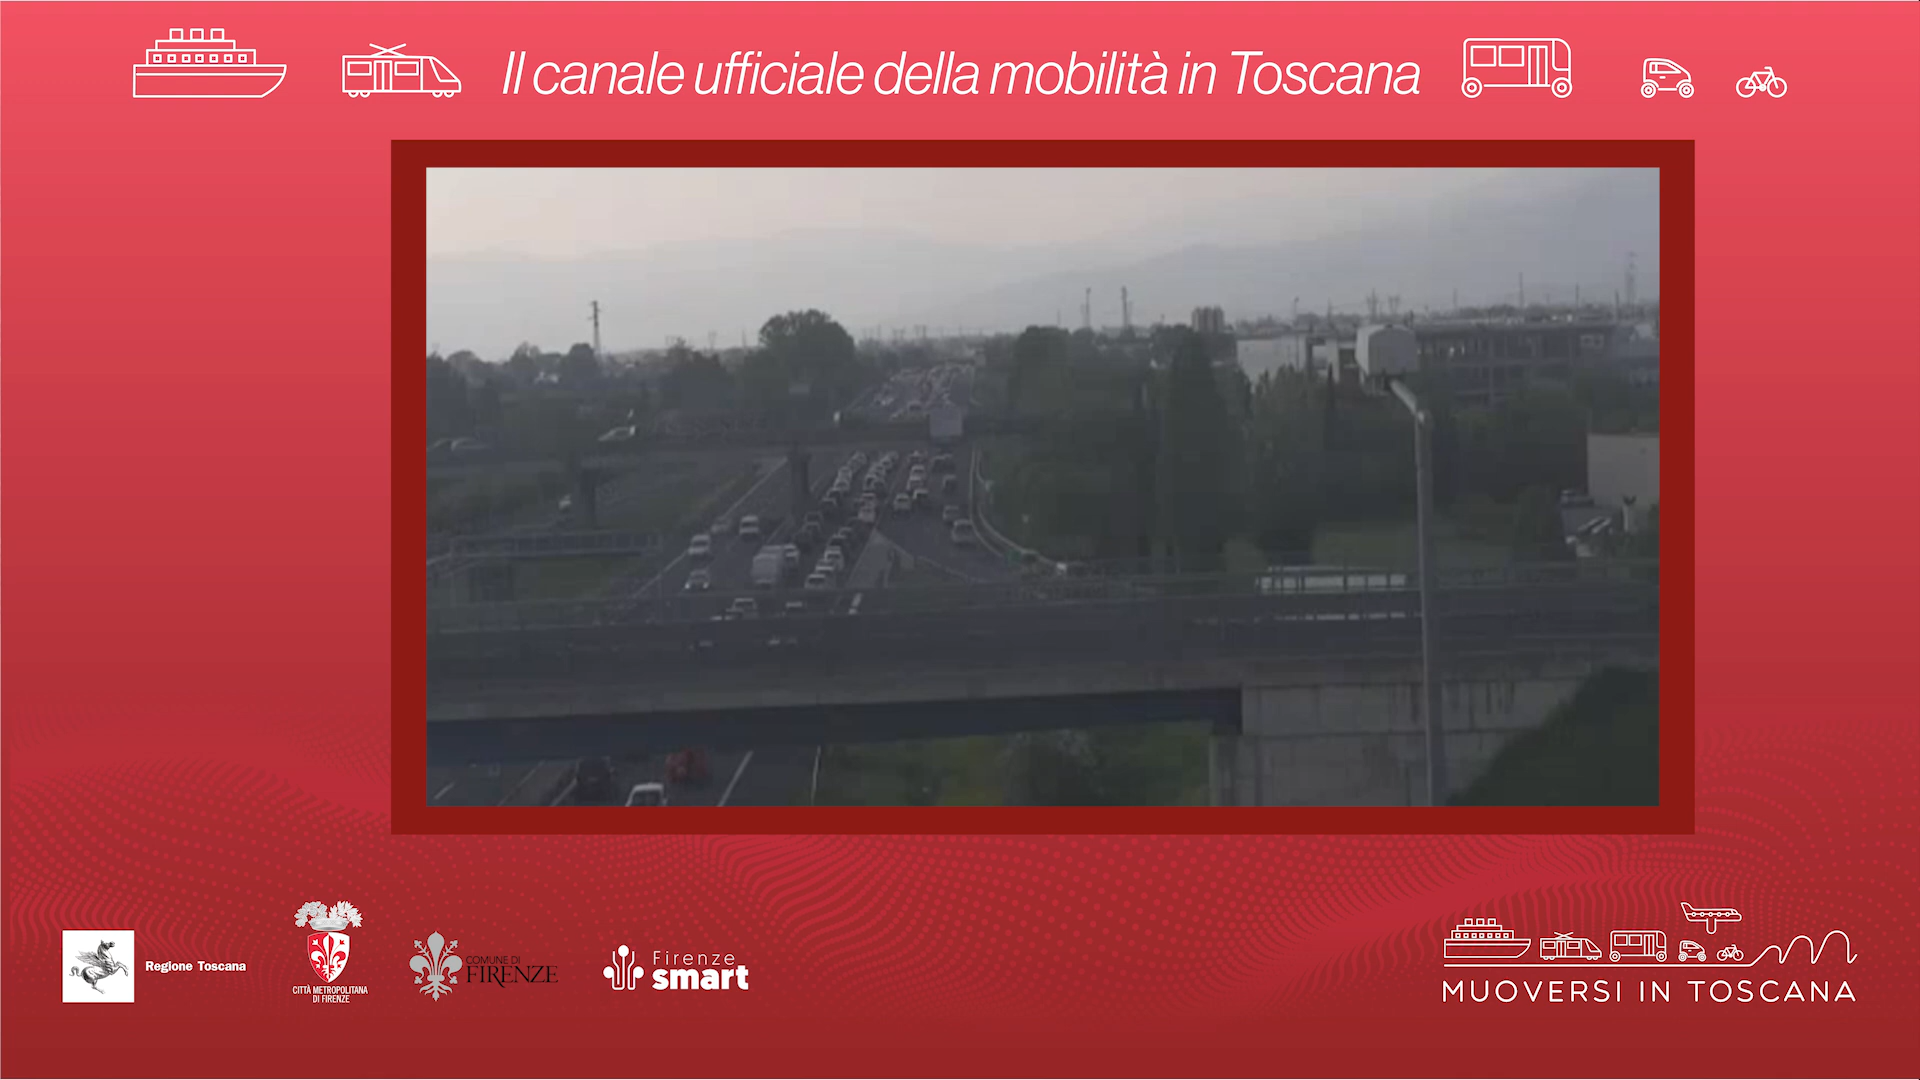 Il canale ufficiale della mobilità in Toscana
Regione Toscana
CITTÀ METROPOLITANA
DI FIRENZE
COMUNE DI
FIRENZE
Firenze
smart
MUOVERSI IN TOSCANA